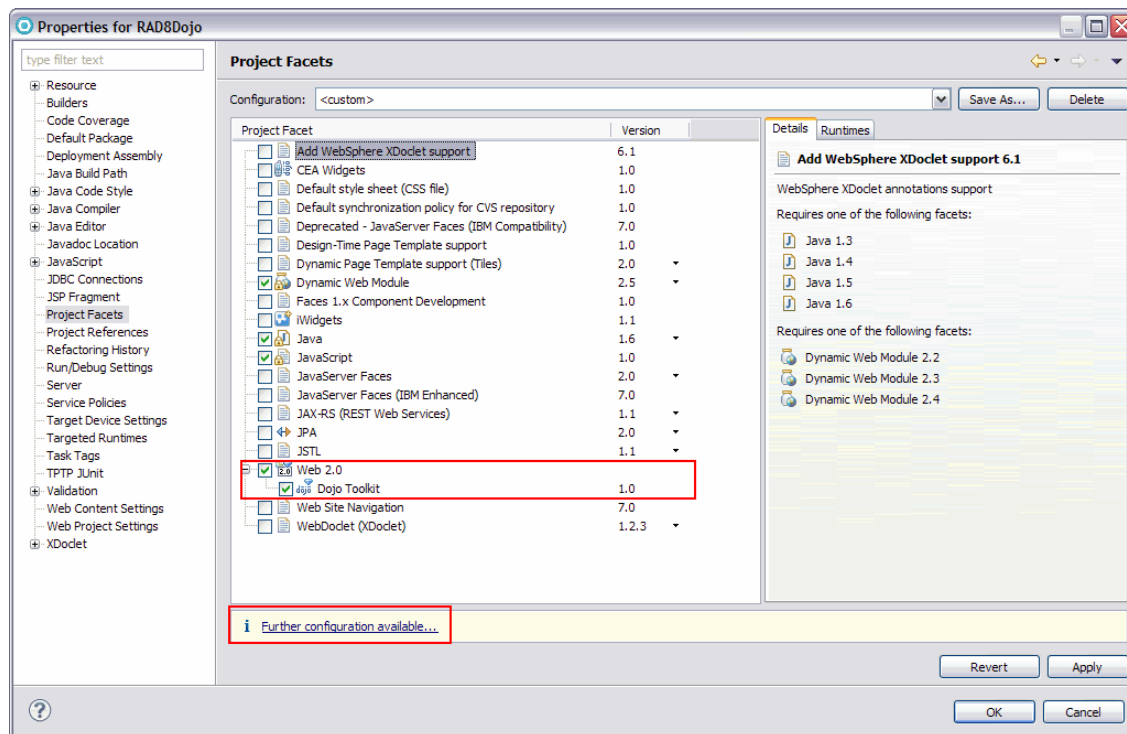 Properties for RAD8Dojo
type filter text
Resource
Builders
Code Coverage
Default Package
Deployment Assembly
Java Build Path
Java Code Style
Java Compiler
Java Editor
Javadoc Location
JavaScript
JDBC Connections
JSP Fragment
Project Facets
Project References
Refactoring History
Run/Debug Settings
Server
Service Policies
Target Device Settings
Targeted Runtimes
Task Tags
TPTP JUnit
Validation
Web Content Settings
Web Project Settings
XDoclet
Project Facets
Configuration: <custom> Save As... Delete
Project Facet Version
Add WebSphere XDoclet support 6.1
CEA Widgets 1.0
Default style sheet (CSS file) 1.0
Default synchronization policy for CVS repository 1.0
Deprecated - JavaServer Faces (IBM Compatibility) 7.0
Design-Time Page Template support 1.0
Dynamic Page Template support (Tiles) 2.0
Dynamic Web Module 2.5
Faces 1.x Component Development 1.0
iWidgets 1.1
Java 1.6
JavaScript 1.0
JavaServer Faces 2.0
JavaServer Faces (IBM Enhanced) 7.0
JAX-RS (REST Web Services) 1.1
JPA 2.0
JSTL 1.1
Web 2.0
Dojo Toolkit 1.0
Web Site Navigation 7.0
WebDoclet (XDoclet) 1.2.3
Details Runtimes
Add WebSphere XDoclet support 6.1
WebSphere XDoclet annotations support
Requires one of the following facets:
Java 1.3
Java 1.4
Java 1.5
Java 1.6
Requires one of the following facets:
Dynamic Web Module 2.2
Dynamic Web Module 2.3
Dynamic Web Module 2.4
i Further configuration available...
Revert Apply
? OK Cancel